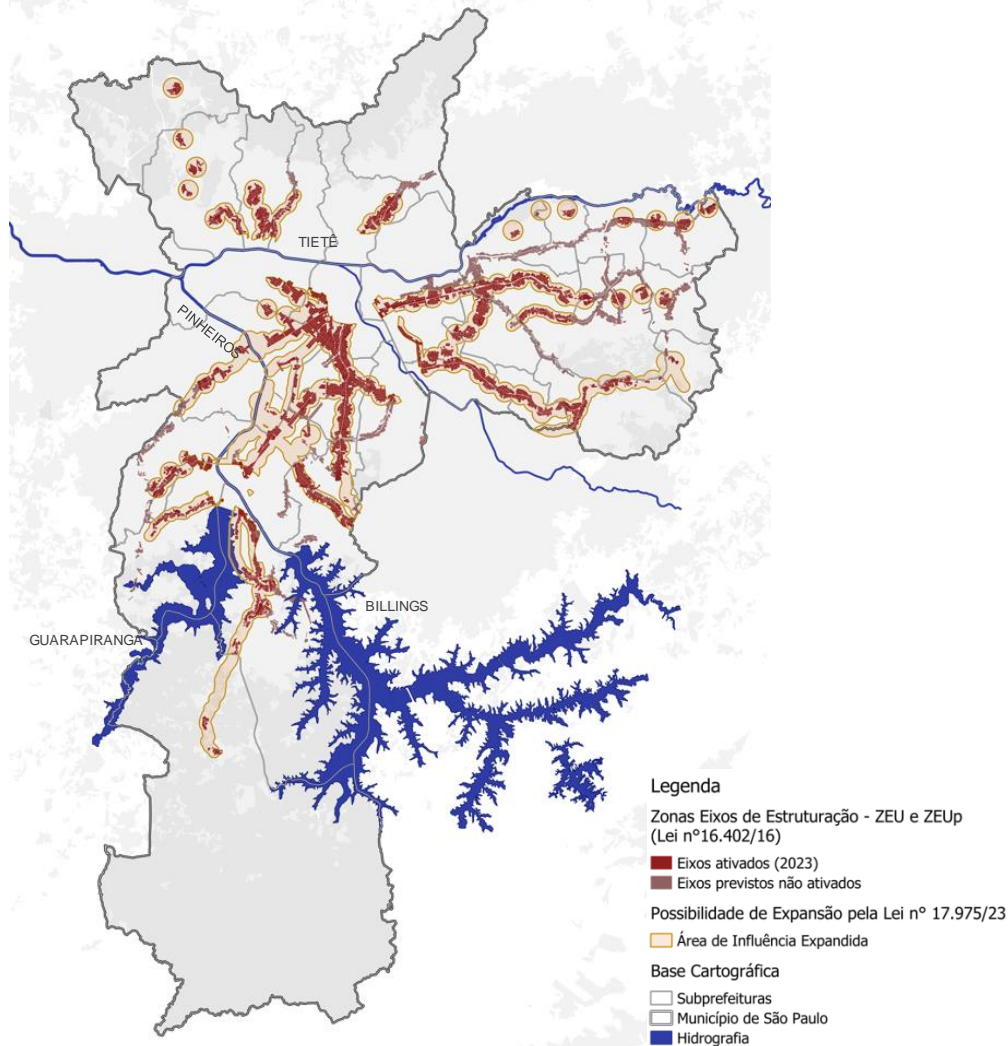 TIETÊ
PINHEIROS
BILLINGS
GUARAPIRANGA
Legenda
Zonas Eixos de Estruturação - ZEU e ZEUp
(Lei n°16.402/16)
Eixos ativados (2023)
Eixos previstos não ativados
Possibilidade de Expansão pela Lei n° 17.975/23
Área de Influência Expandida
Base Cartográfica
Subprefeituras
Município de São Paulo
Hidrografia